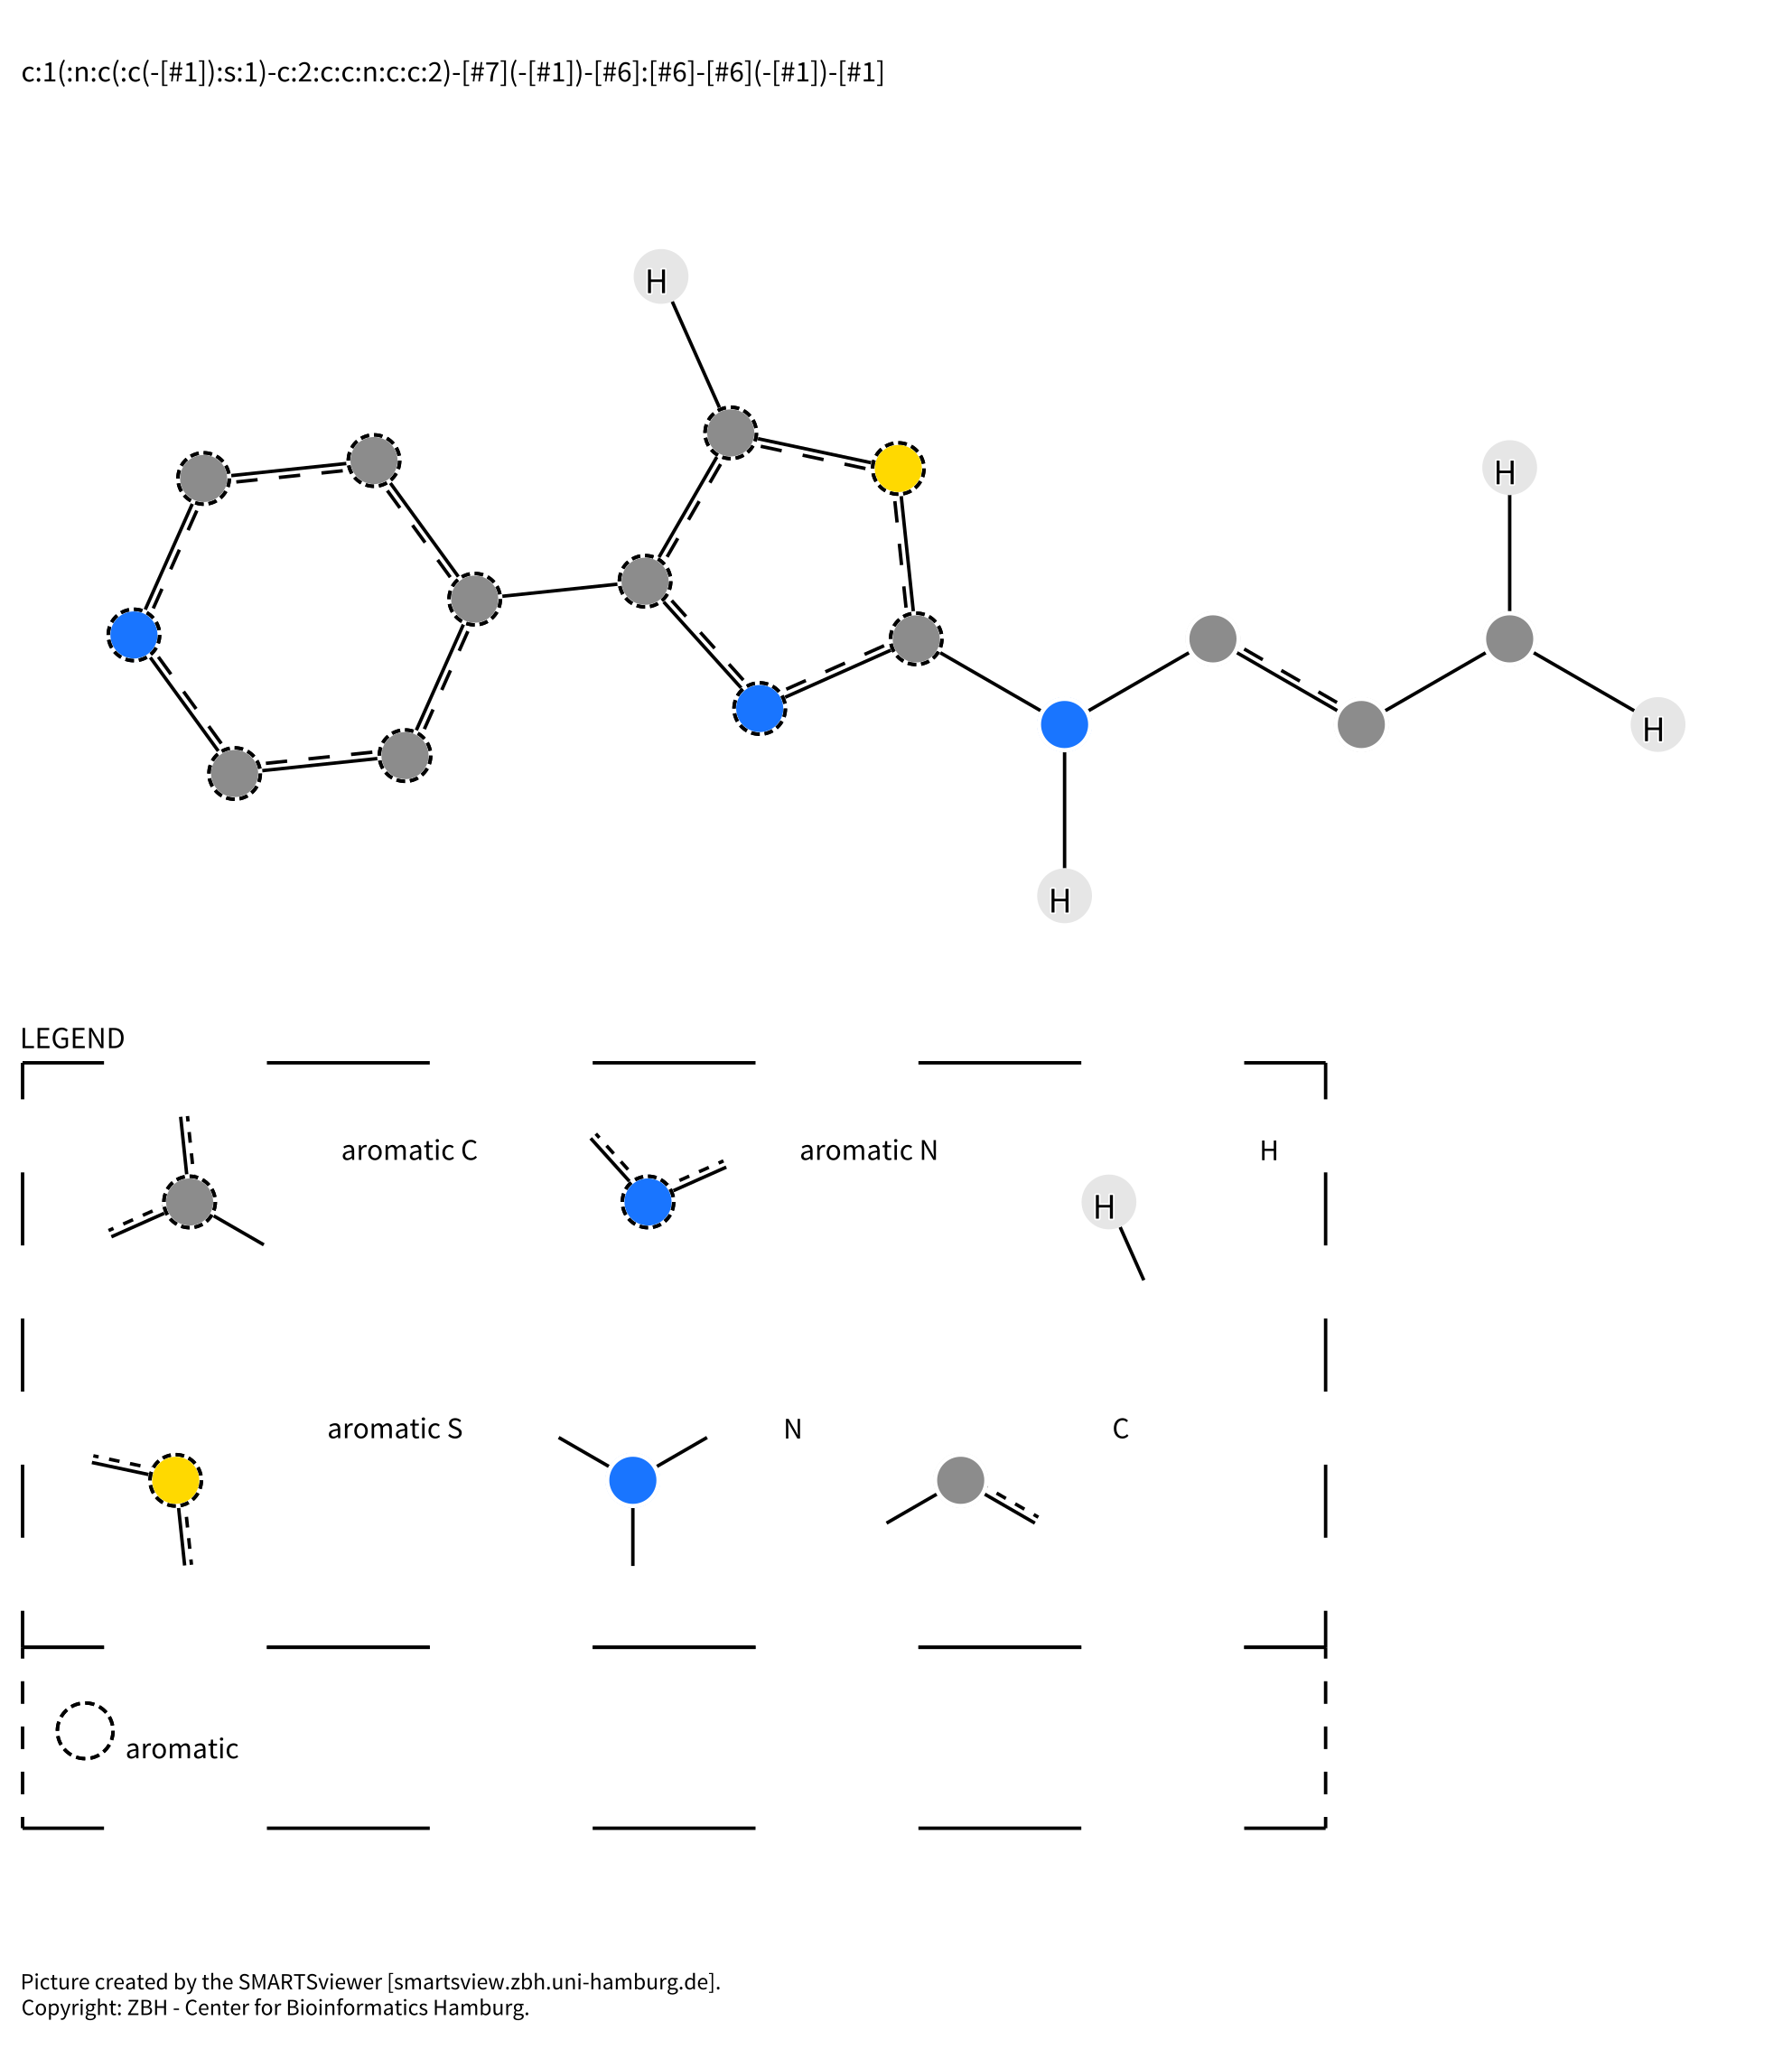 c:1(:n:c(:c(-[#1]):s:1)-c:2:c:c:n:c:c:2)-[#7](-[#1])-[#6]:[#6]-[#6](-[#1])-[#1]
H
H
H
H
LEGEND
aromatic C aromatic N H
H
aromatic S N C
aromatic
Picture created by the SMARTSviewer [smartsview.zbh.uni-hamburg.de].
Copyright: ZBH - Center for Bioinformatics Hamburg.